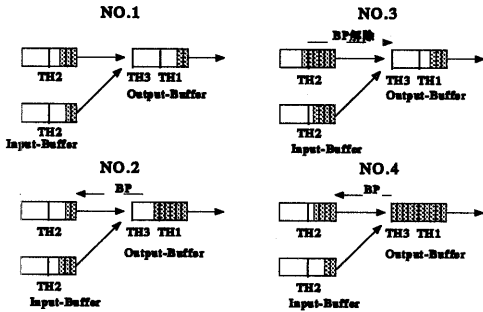 NO.1
TH2
TH3 TH1
Output-Buffer
TH2
Input-Buffer
NO.3
BP解除
TH2
TH3 TH1
Output-Buffer
TH2
Input-Buffer
NO.2
BP
TH2
TH3 TH1
Output-Buffer
TH2
Input-Buffer
NO.4
BP
TH2
TH3 TH1
Output-Buffer
TH2
Input-Buffer